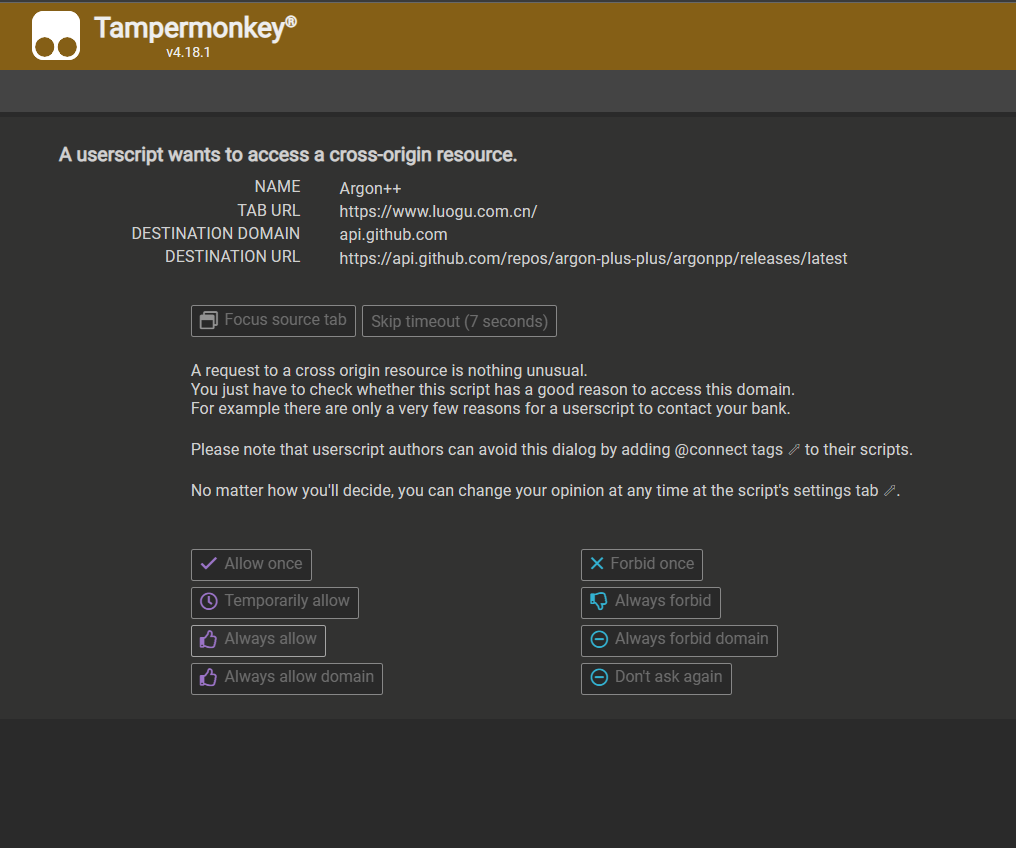 Tampermonkey®
v4.18.1
A userscript wants to access a cross-origin resource.
NAME Argon++
TAB URL https://www.luogu.com.cn/
DESTINATION DOMAIN api.github.com
DESTINATION URL https://api.github.com/repos/argon-plus-plus/argonpp/releases/latest
Focus source tab Skip timeout (7 seconds)
A request to a cross origin resource is nothing unusual.
You just have to check whether this script has a good reason to access this domain.
For example there are only a very few reasons for a userscript to contact your bank.
Please note that userscript authors can avoid this dialog by adding @connect tags to their scripts.
No matter how you'll decide, you can change your opinion at any time at the script's settings tab .
Allow once Forbid once
Temporarily allow Always forbid
Always allow Always forbid domain
Always allow domain Don't ask again